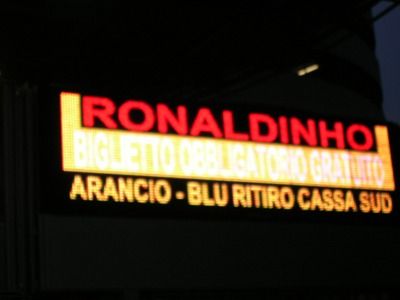 RONALDINHO
BIGLIETTO OBBLIGATORIO GRATUITO
ARANCIO - BLU RITIRO CASSA SUD